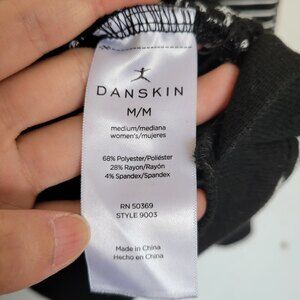 DANSKIN
M/M
medium/mediana
women's/mujeres
68% Polyester/Poliéster
28% Rayon/Rayón
4% Spandex/Spandex
RN 50369
STYLE 9003
Made in China
Hecho en China